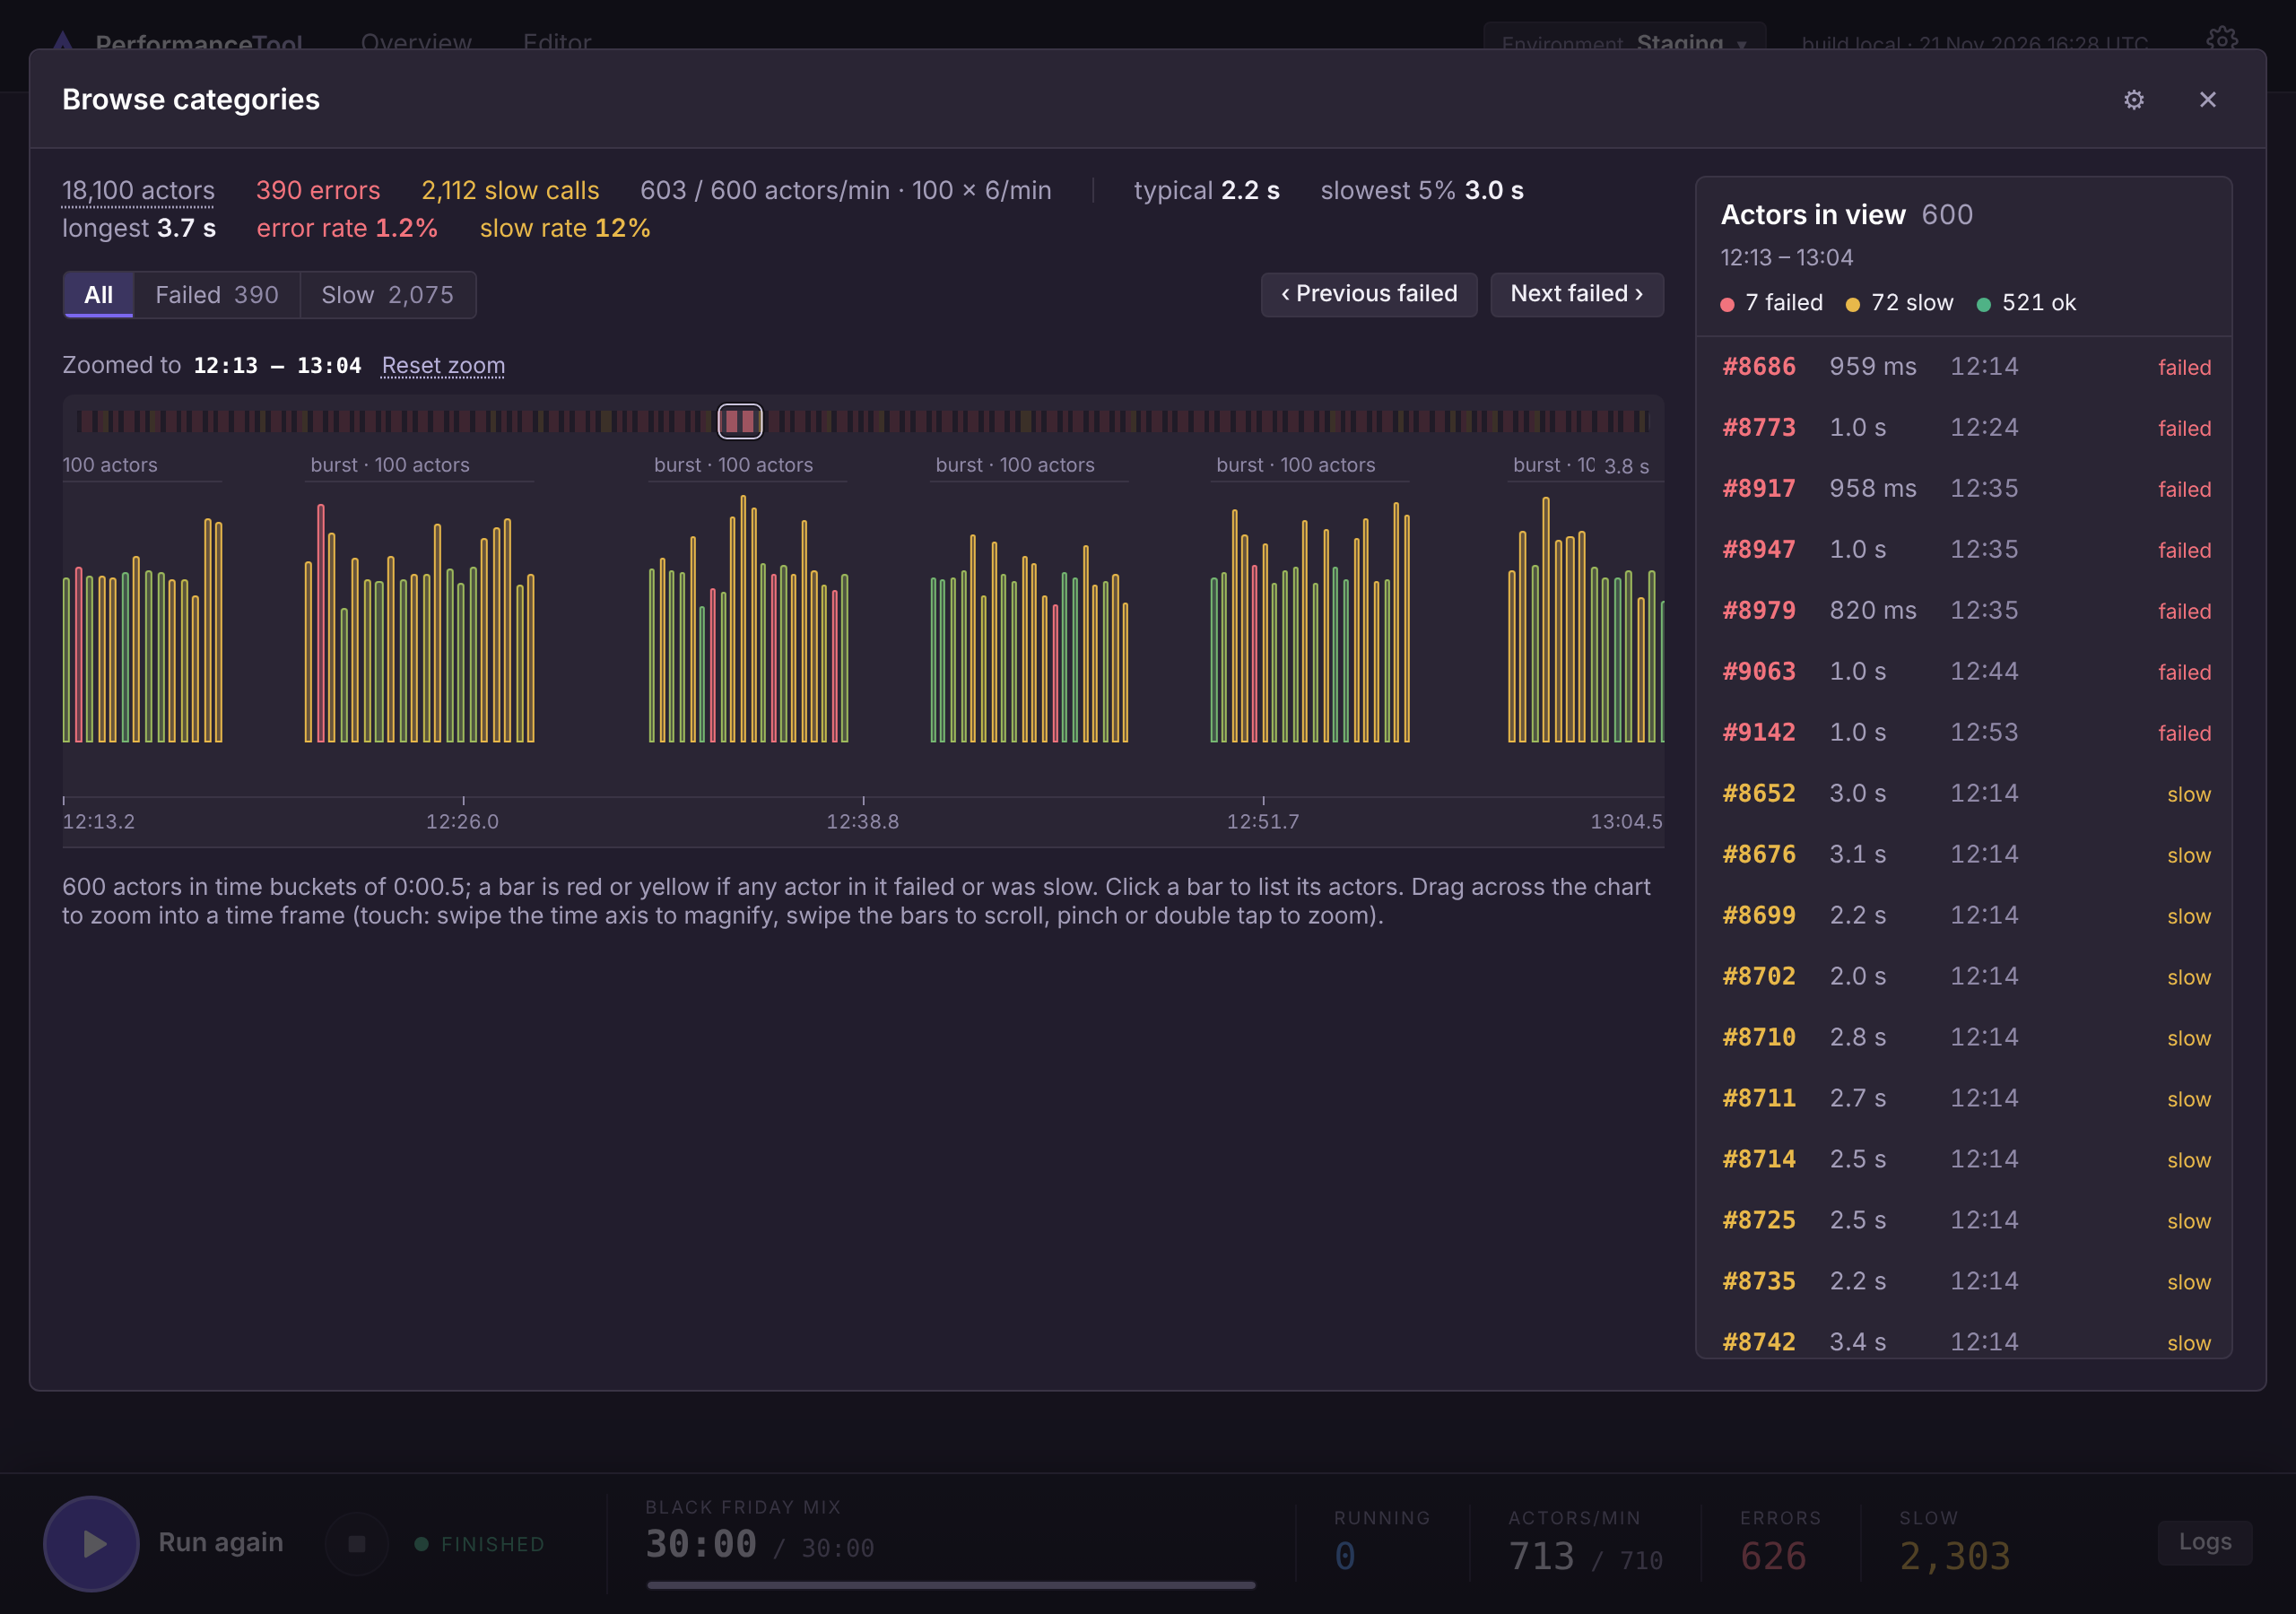 PerformanceTool Overview Editor Environment Staging ▾ build local · 21 Nov 2026 16:28 UTC
Browse categories
18,100 actors 390 errors 2,112 slow calls 603 / 600 actors/min · 100 × 6/min typical 2.2 s slowest 5% 3.0 s
longest 3.7 s error rate 1.2% slow rate 12%
All Failed 390 Slow 2,075 ‹ Previous failed Next failed ›
Zoomed to 12:13 – 13:04 Reset zoom
100 actors burst · 100 actors burst · 100 actors burst · 100 actors burst · 100 actors burst · 10 3.8 s
12:13.2 12:26.0 12:38.8 12:51.7 13:04.5
600 actors in time buckets of 0:00.5; a bar is red or yellow if any actor in it failed or was slow. Click a bar to list its actors. Drag across the chart
to zoom into a time frame (touch: swipe the time axis to magnify, swipe the bars to scroll, pinch or double tap to zoom).
Actors in view 600
12:13 – 13:04
7 failed 72 slow 521 ok
#8686 959 ms 12:14 failed
#8773 1.0 s 12:24 failed
#8917 958 ms 12:35 failed
#8947 1.0 s 12:35 failed
#8979 820 ms 12:35 failed
#9063 1.0 s 12:44 failed
#9142 1.0 s 12:53 failed
#8652 3.0 s 12:14 slow
#8676 3.1 s 12:14 slow
#8699 2.2 s 12:14 slow
#8702 2.0 s 12:14 slow
#8710 2.8 s 12:14 slow
#8711 2.7 s 12:14 slow
#8714 2.5 s 12:14 slow
#8725 2.5 s 12:14 slow
#8735 2.2 s 12:14 slow
#8742 3.4 s 12:14 slow
Run again FINISHED
BLACK FRIDAY MIX
30:00 / 30:00
RUNNING
0
ACTORS/MIN
713 / 710
ERRORS
626
SLOW
2,303
Logs